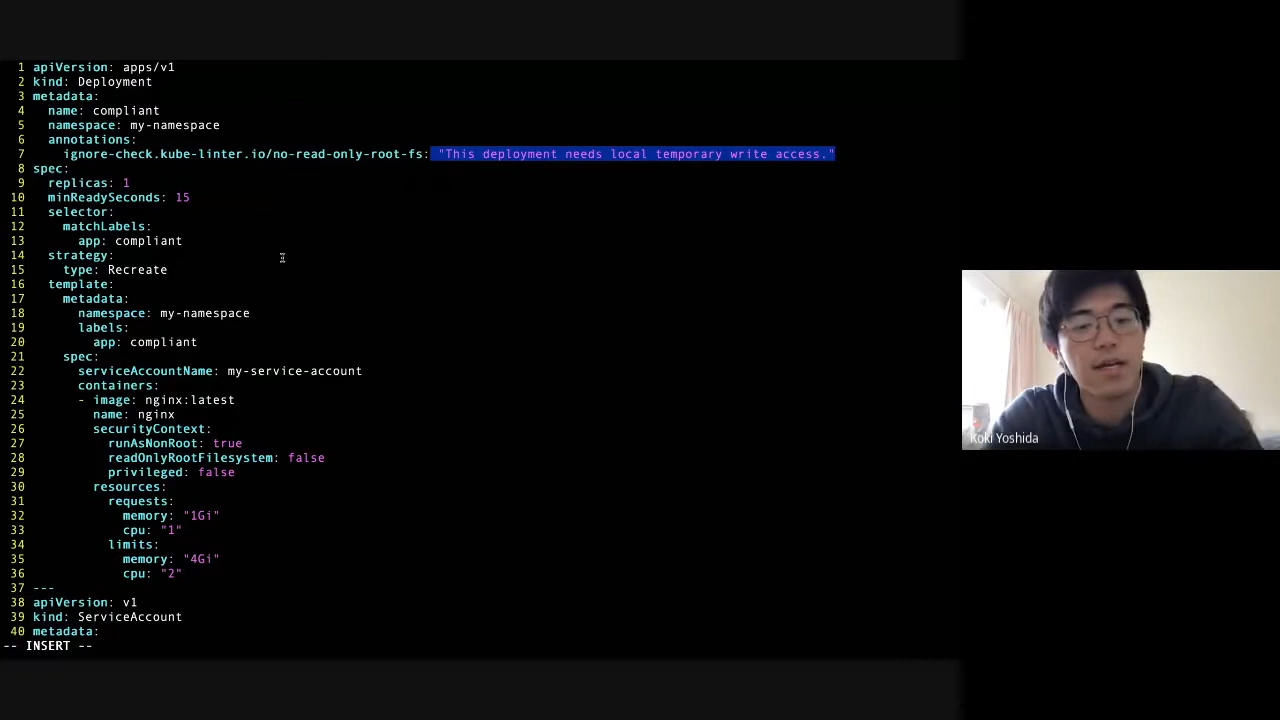 1 apiVersion: apps/v1
2 kind: Deployment
3 metadata:
4   name: compliant
5   namespace: my-namespace
6   annotations:
7     ignore-check.kube-linter.io/no-read-only-root-fs: "This deployment needs local temporary write access."
8 spec:
9   replicas: 1
10   minReadySeconds: 15
11   selector:
12     matchLabels:
13       app: compliant
14   strategy:
15     type: Recreate
16   template:
17     metadata:
18       namespace: my-namespace
19       labels:
20         app: compliant
21     spec:
22       serviceAccountName: my-service-account
23       containers:
24       - image: nginx:latest
25         name: nginx
26         securityContext:
27           runAsNonRoot: true
28           readOnlyRootFilesystem: false
29           privileged: false
30         resources:
31           requests:
32             memory: "1Gi"
33             cpu: "1"
34           limits:
35             memory: "4Gi"
36             cpu: "2"
37 ---
38 apiVersion: v1
39 kind: ServiceAccount
40 metadata:
-- INSERT --
Koki Yoshida